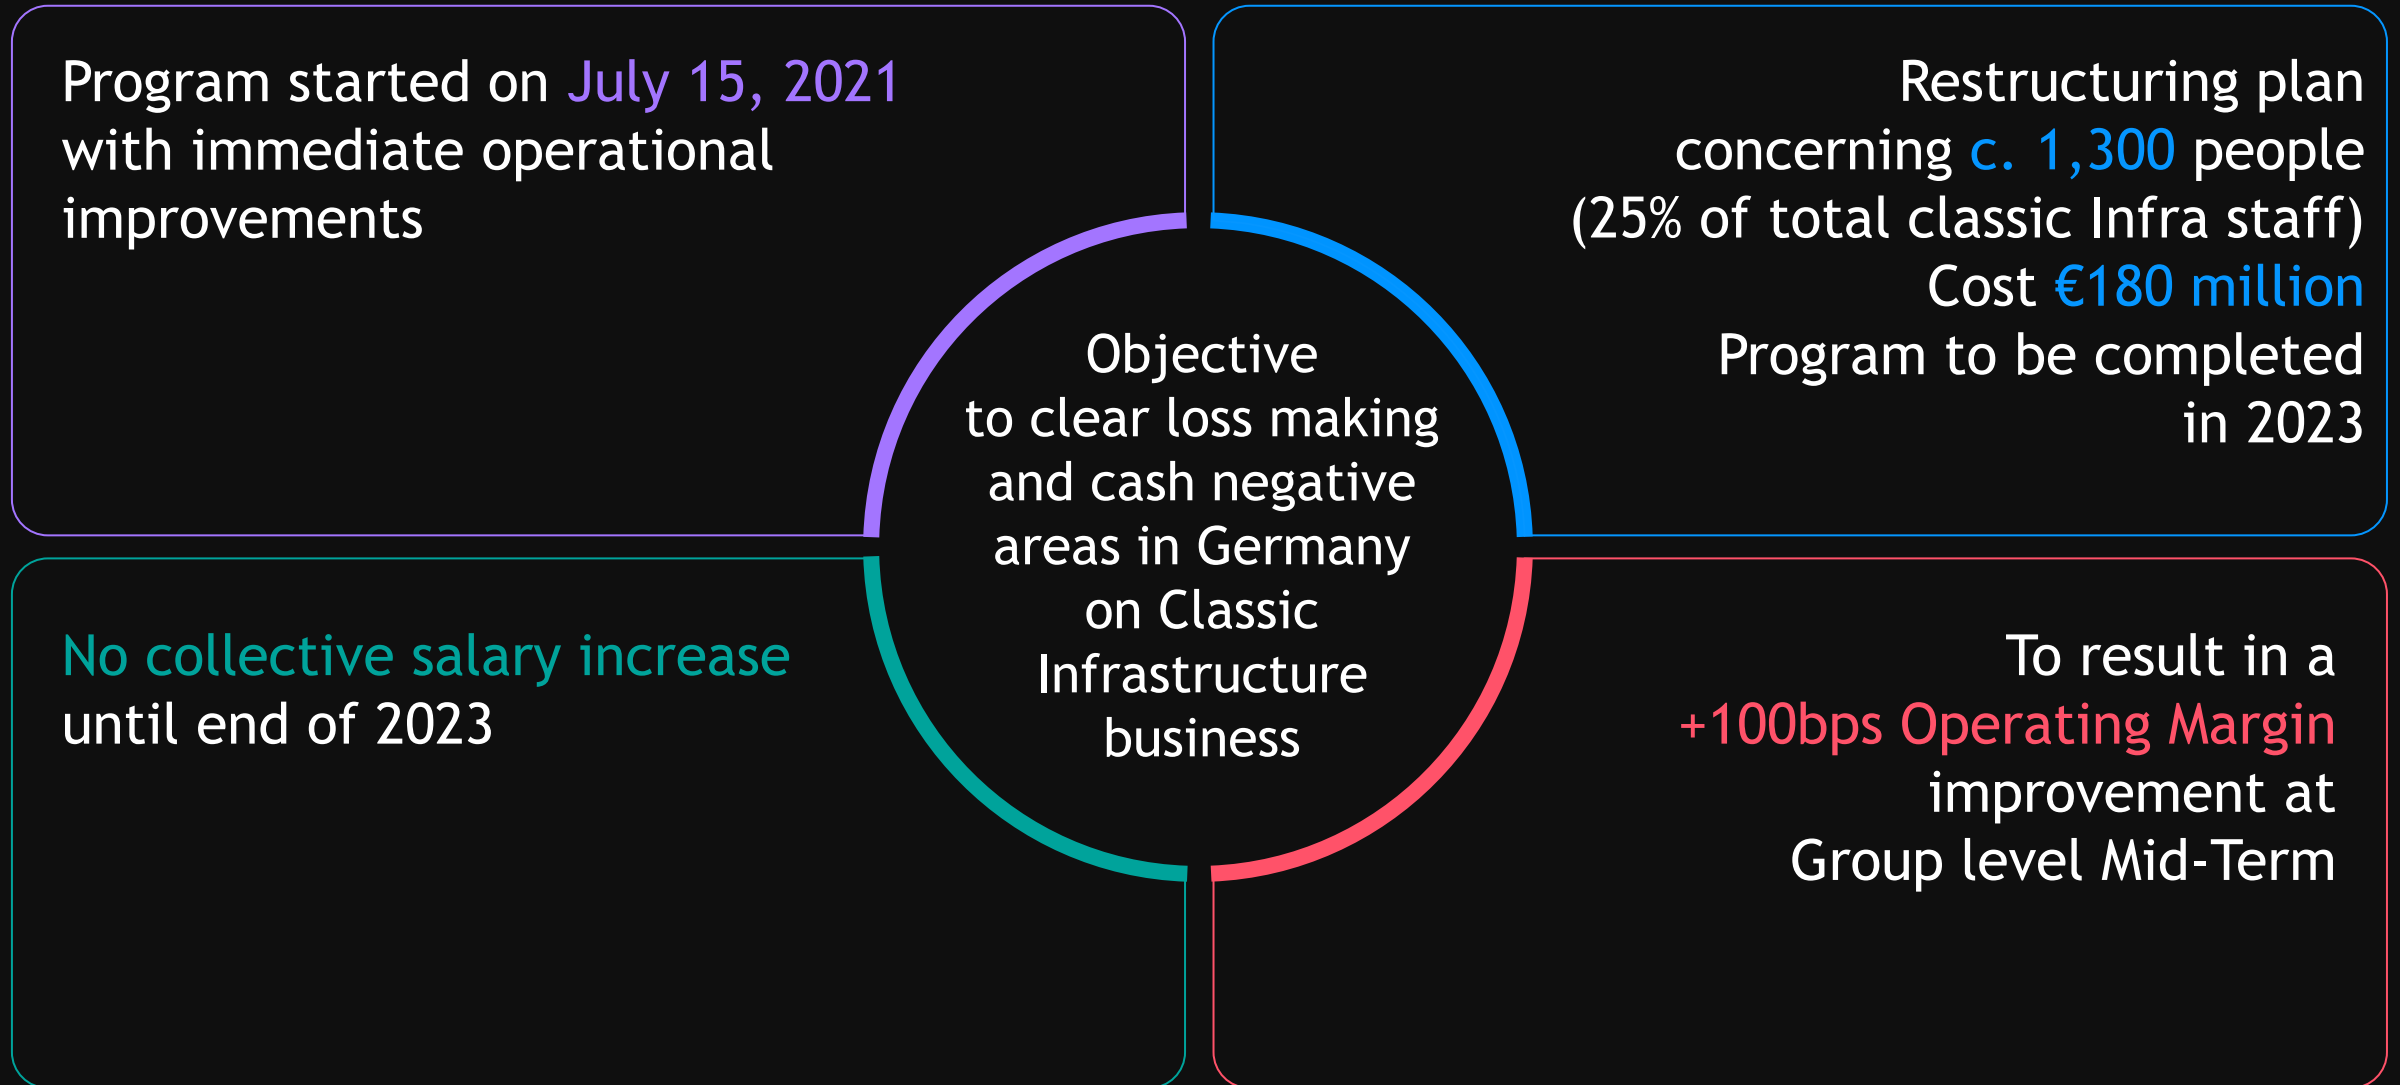 Program started on July 15, 2021
with immediate operational
improvements
Restructuring plan
concerning c. 1,300 people
(25% of total classic Infra staff)
Cost €180 million
Program to be completed
in 2023
Objective
to clear loss making
and cash negative
areas in Germany
on Classic
Infrastructure
business
No collective salary increase
until end of 2023
To result in a
+100bps Operating Margin
improvement at
Group level Mid-Term